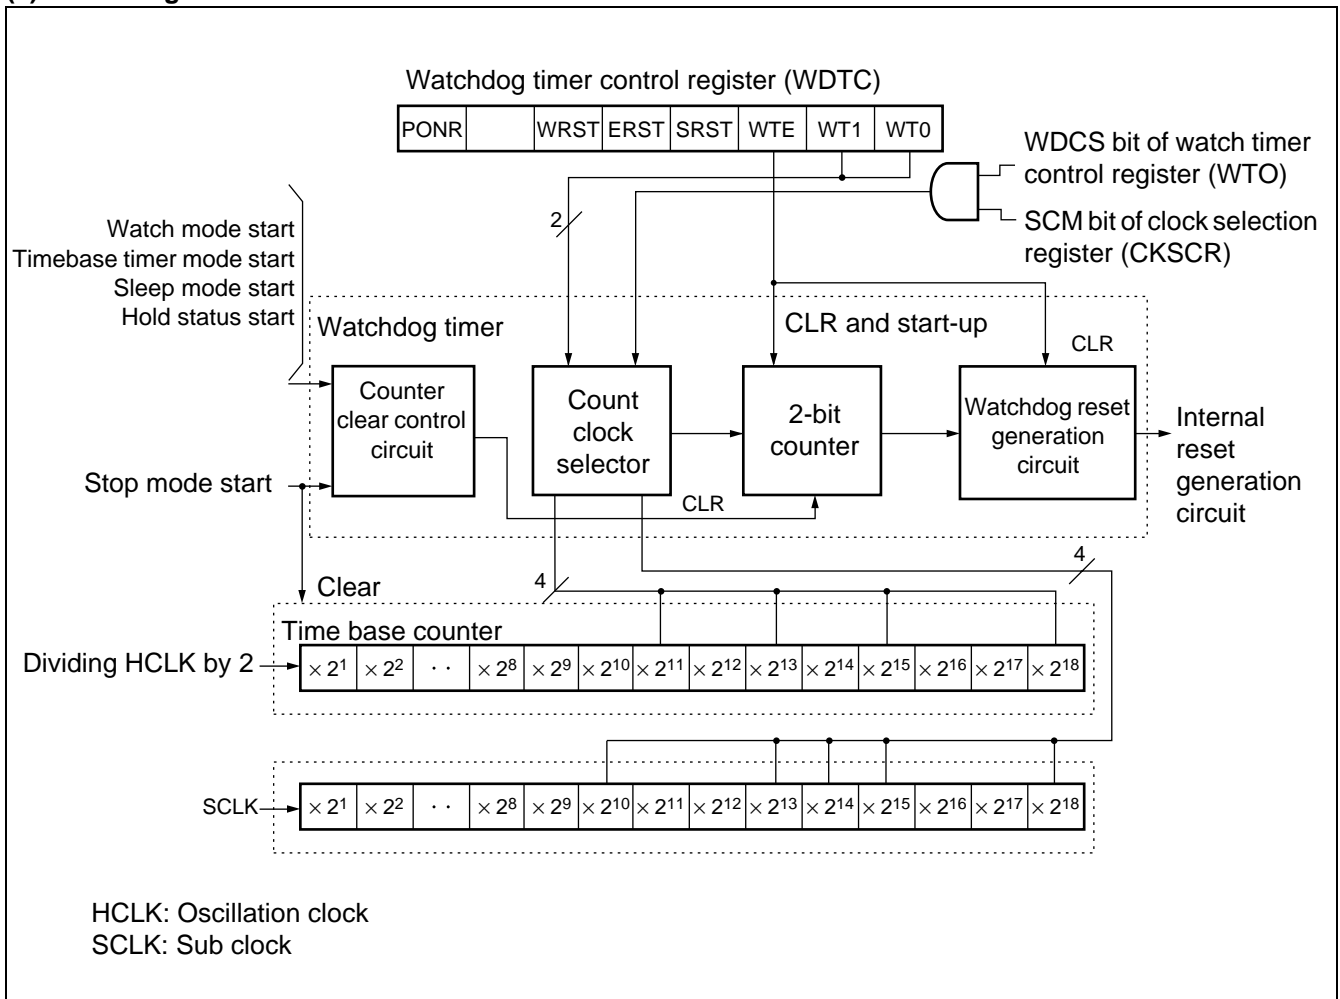 Watchdog timer control register (WDTC)
PONR WRST ERST SRST WTE WT1 WT0
WDCS bit of watch timer
control register (WTO)
SCM bit of clock selection
register (CKSCR)
2
Watch mode start
Timebase timer mode start
Sleep mode start
Hold status start
Watchdog timer
CLR and start-up
CLR
Counter
clear control
circuit
Count
clock
selector
2-bit
counter
Watchdog reset
generation
circuit
Internal
reset
generation
circuit
Stop mode start
CLR
4
4
Clear
Time base counter
Dividing HCLK by 2
× 2¹ × 2² ·· × 2⁸ × 2⁹ × 2¹⁰ × 2¹¹ × 2¹² × 2¹³ × 2¹⁴ × 2¹⁵ × 2¹⁶ × 2¹⁷ × 2¹⁸
SCLK
× 2¹ × 2² ·· × 2⁸ × 2⁹ × 2¹⁰ × 2¹¹ × 2¹² × 2¹³ × 2¹⁴ × 2¹⁵ × 2¹⁶ × 2¹⁷ × 2¹⁸
HCLK: Oscillation clock
SCLK: Sub clock